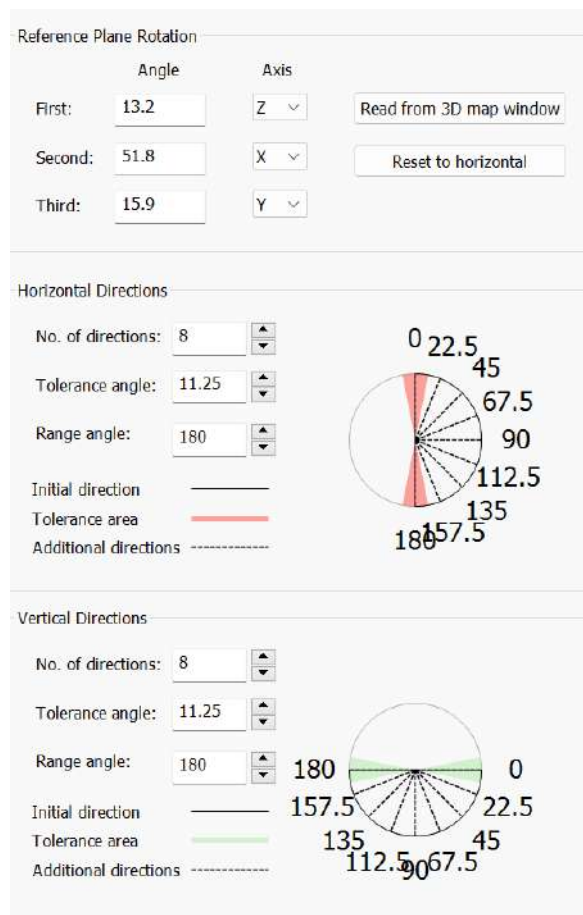 Reference Plane Rotation
Angle Axis
First: 13.2 Z Read from 3D map window
Second: 51.8 X Reset to horizontal
Third: 15.9 Y
Horizontal Directions
No. of directions: 8
Tolerance angle: 11.25
Range angle: 180
Initial direction
Tolerance area
Additional directions
0
22.5
45
67.5
90
112.5
135
157.5
180
Vertical Directions
No. of directions: 8
Tolerance angle: 11.25
Range angle: 180
Initial direction
Tolerance area
Additional directions
180 0
157.5 22.5
135 45
112.5 67.5
90